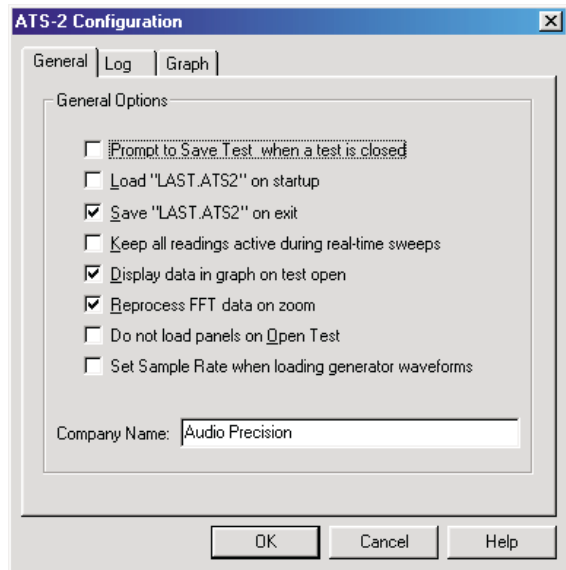 ATS-2 Configuration
General Log Graph
General Options
Prompt to Save Test when a test is closed
Load "LAST.ATS2" on startup
Save "LAST.ATS2" on exit
Keep all readings active during real-time sweeps
Display data in graph on test open
Reprocess FFT data on zoom
Do not load panels on Open Test
Set Sample Rate when loading generator waveforms
Company Name: Audio Precision
OK Cancel Help